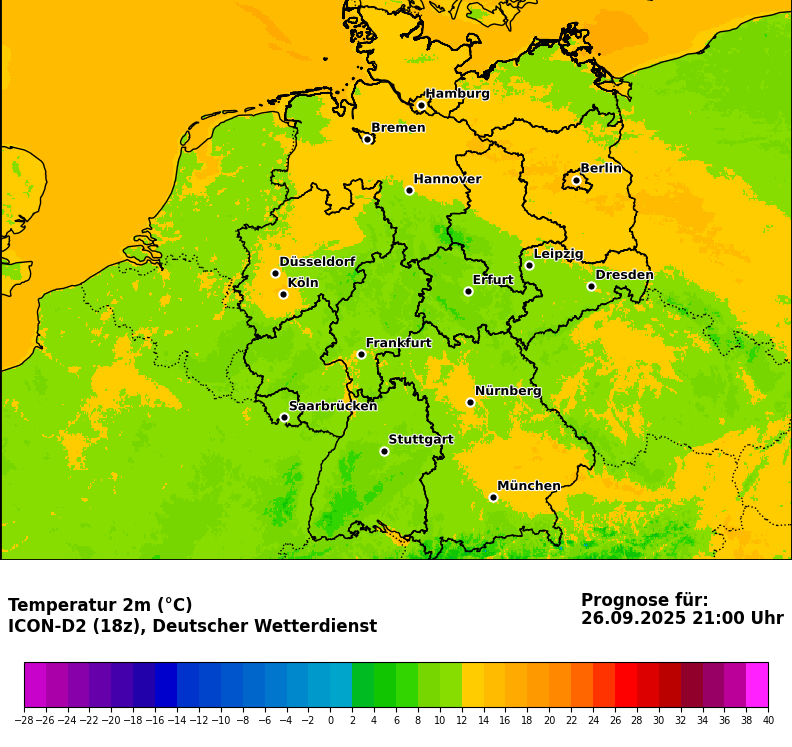 Hamburg
Bremen
Berlin
Hannover
Leipzig
Düsseldorf
Dresden
Köln
Erfurt
Frankfurt
Nürnberg
Saarbrücken
Stuttgart
München
Temperatur 2m (°C)
ICON-D2 (18z), Deutscher Wetterdienst
Prognose für:
26.09.2025 21:00 Uhr
−28 −26 −24 −22 −20 −18 −16 −14 −12 −10 −8 −6 −4 −2 0 2 4 6 8 10 12 14 16 18 20 22 24 26 28 30 32 34 36 38 40